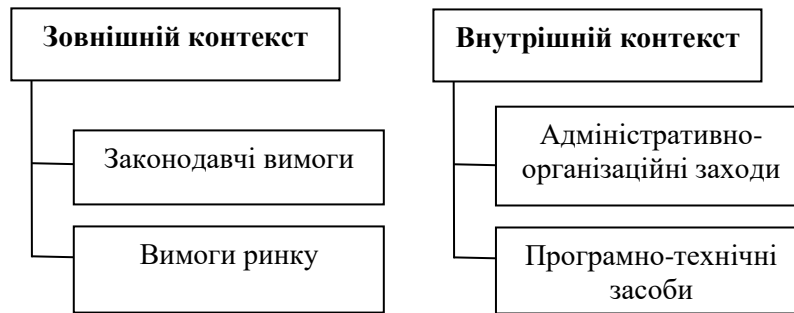 Зовнішній контекст
Законодавчі вимоги
Вимоги ринку
Внутрішній контекст
Адміністративно-
організаційні заходи
Програмно-технічні
засоби